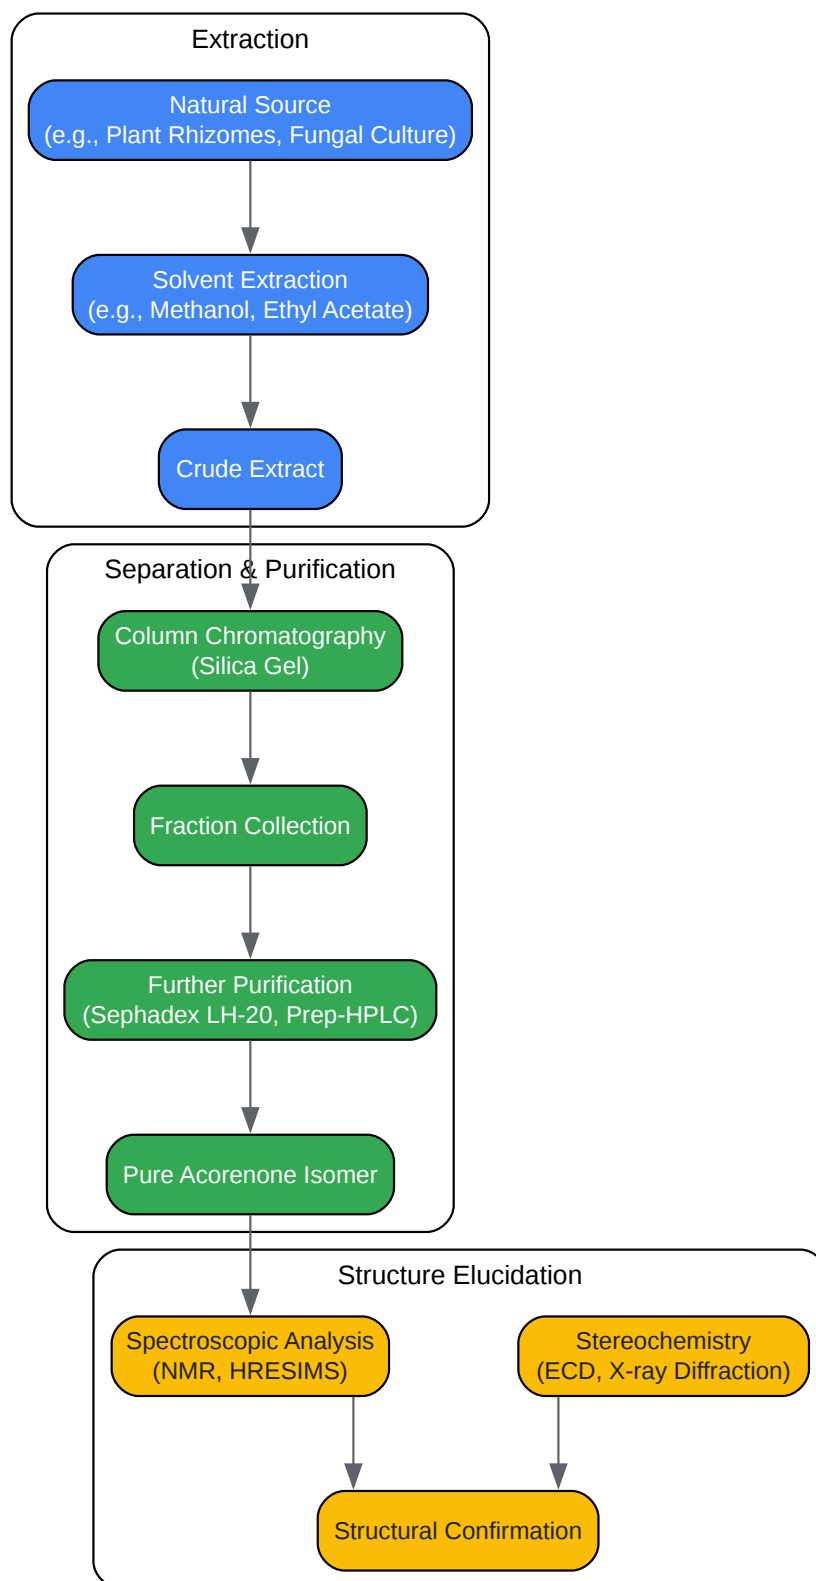 Extraction
Natural Source
(e.g., Plant Rhizomes, Fungal Culture)
Solvent Extraction
(e.g., Methanol, Ethyl Acetate)
Crude Extract
Separation & Purification
Column Chromatography
(Silica Gel)
Fraction Collection
Further Purification
(Sephadex LH-20, Prep-HPLC)
Pure Acorenone Isomer
Structure Elucidation
Spectroscopic Analysis
(NMR, HRESIMS)
Stereochemistry
(ECD, X-ray Diffraction)
Structural Confirmation